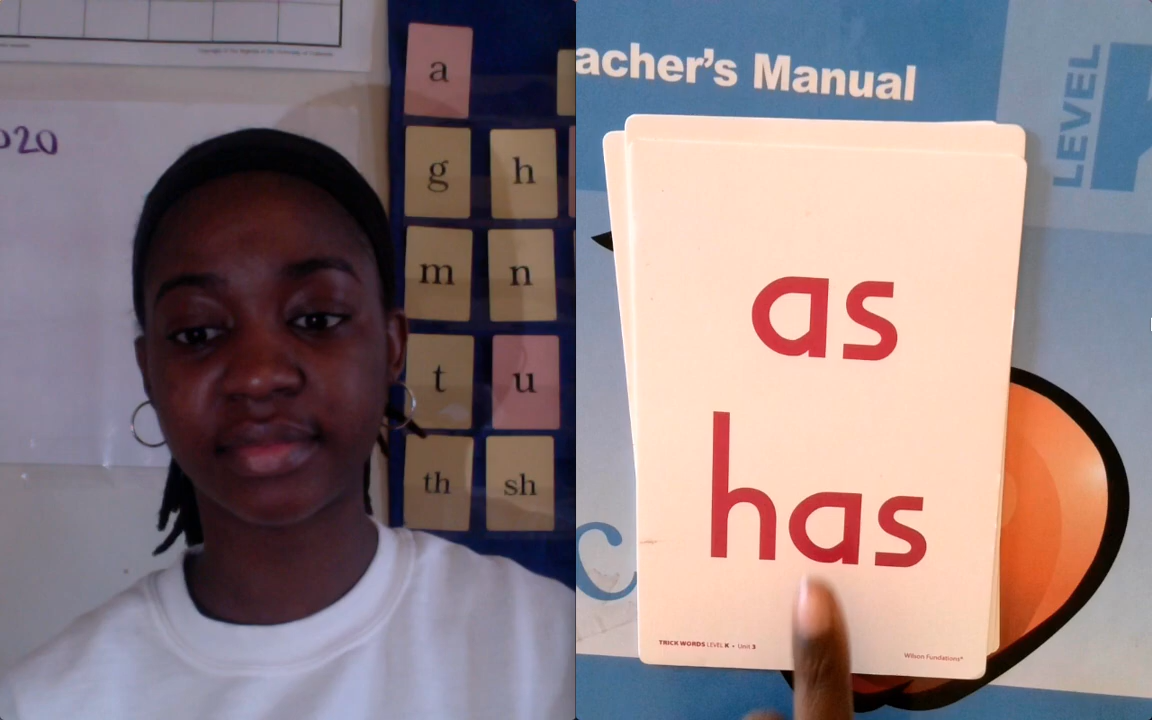 020
a
g h
m n
t u
th sh
acher's Manual
LEVEL
as
has
c
TRICK WORDS LEVEL K • Unit 3
Wilson Fundations®